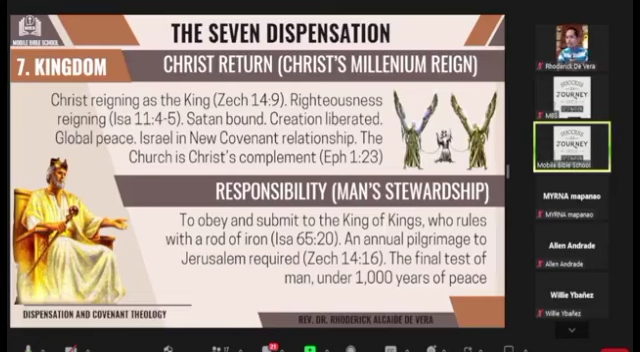 MOBILE BIBLE SCHOOL
THE SEVEN DISPENSATION
7. KINGDOM
CHRIST RETURN (CHRIST'S MILLENIUM REIGN)
Christ reigning as the King (Zech 14:9). Righteousness
reigning (Isa 11:4-5). Satan bound. Creation liberated.
Global peace. Israel in New Covenant relationship. The
Church is Christ's complement (Eph 1:23)
RESPONSIBILITY (MAN'S STEWARDSHIP)
To obey and submit to the King of Kings, who rules
with a rod of iron (Isa 65:20). An annual pilgrimage to
Jerusalem required (Zech 14:16). The final test of
man, under 1,000 years of peace
DISPENSATION AND COVENANT THEOLOGY
REV. DR. RHODERICK ALCAIDE DE VERA
Rhoderick De Vera
JOURNEY
MBS
JOURNEY
Mobile Bible School
MYRNA mapanao
MYRNA mapanao
Allen Andrade
Allen Andrade
Willie Ybañez
Willie Ybañez
21